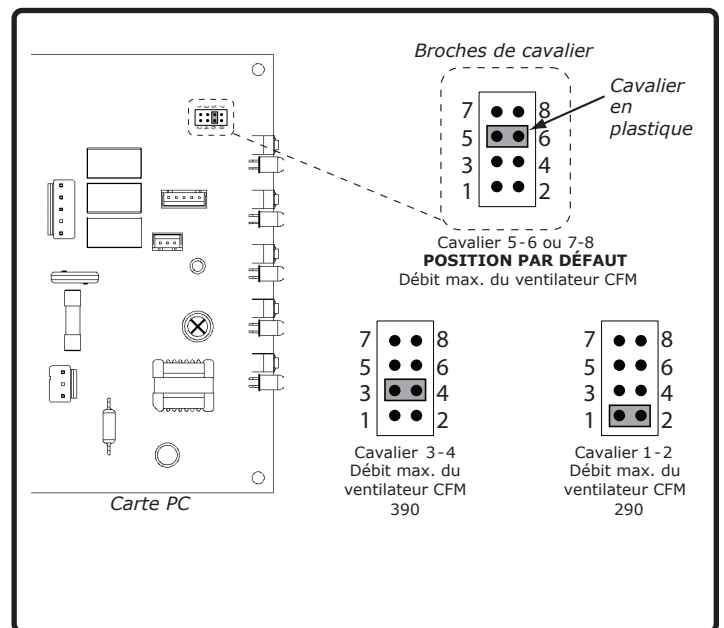 Broches de cavalier
Cavalier
en
plastique
7 8
5 6
3 4
1 2
Cavalier 5-6 ou 7-8
POSITION PAR DÉFAUT
Débit max. du ventilateur CFM
7 8
5 6
3 4
1 2
Cavalier 3-4
Débit max. du
ventilateur CFM
390
7 8
5 6
3 4
1 2
Cavalier 1-2
Débit max. du
ventilateur CFM
290
Carte PC